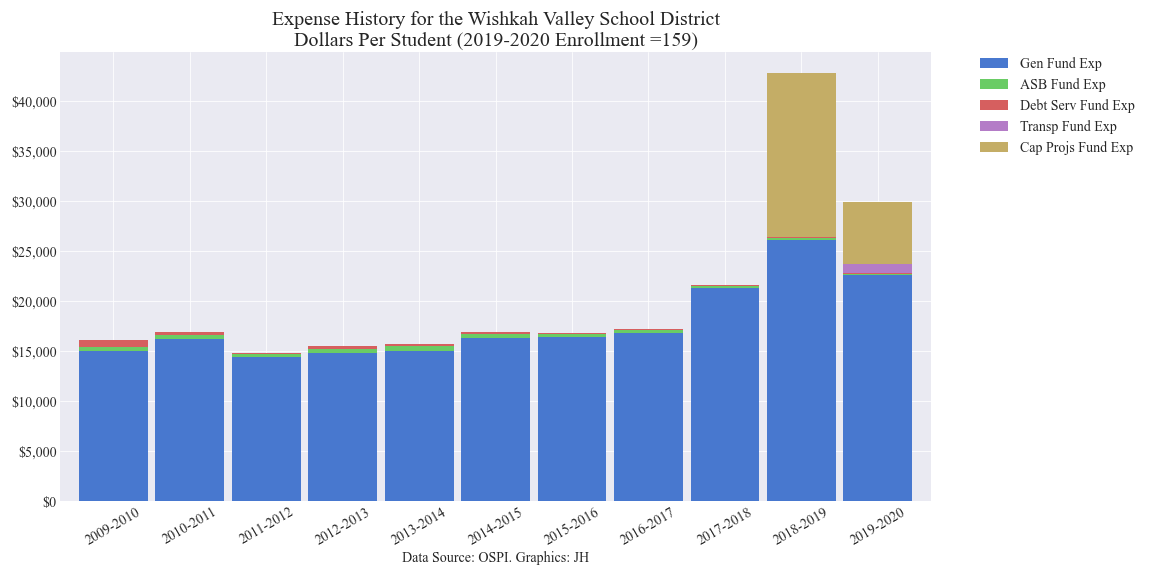 Expense History for the Wishkah Valley School District
Dollars Per Student (2019-2020 Enrollment =159)
Gen Fund Exp
ASB Fund Exp
Debt Serv Fund Exp
Transp Fund Exp
Cap Projs Fund Exp
$40,000
$35,000
$30,000
$25,000
$20,000
$15,000
$10,000
$5,000
$0
2009-2010
2010-2011
2011-2012
2012-2013
2013-2014
2014-2015
2015-2016
2016-2017
2017-2018
2018-2019
2019-2020
Data Source: OSPI. Graphics: JH